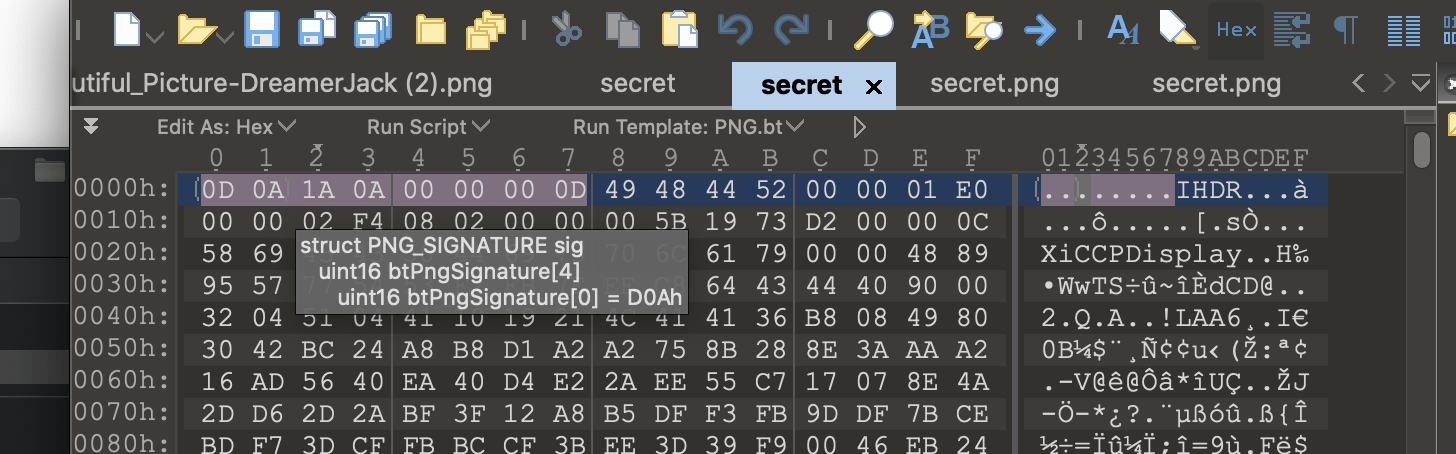 Hex
utiful_Picture-DreamerJack (2).png secret secret x secret.png secret.png
Edit As: Hex Run Script Run Template: PNG.bt
0 1 2 3 4 5 6 7 8 9 A B C D E F 0123456789ABCDEF
0000h: 0D 0A 1A 0A 00 00 00 0D 49 48 44 52 00 00 01 E0 ........IHDR...à
0010h: 00 00 02 F4 08 02 00 00 00 5B 19 73 D2 00 00 0C ...ô.....[.sÒ...
0020h: 58 69 70 6C 61 79 00 00 48 89 XiCCPDisplay..H‰
struct PNG_SIGNATURE sig
uint16 btPngSignature[4]
uint16 btPngSignature[0] = D0Ah
0030h: 95 57 64 43 44 40 90 00 •WwTS÷û~îÈdCD@..
0040h: 32 04 51 04 41 10 19 21 4C 41 41 36 B8 08 49 80 2.Q.A..!LAA6¸.I€
0050h: 30 42 BC 24 A8 B8 D1 A2 A2 75 8B 28 8E 3A AA A2 0B¼$¨¸Ñ¢¢u‹(Ž:ª¢
0060h: 16 AD 56 40 EA 40 D4 E2 2A EE 55 C7 17 07 8E 4A .-V@ê@Ôâ*îUÇ..ŽJ
0070h: 2D D6 2D 2A BF 3F 12 A8 B5 DF F3 FB 9D DF 7B CE -Ö-*¿?.¨µßóû.ß{Î
0080h: BD F7 3D CF FB BC CF 3B EE 3D 39 F9 00 46 EB 24 ½÷=Ïû¼Ï;î=9ù.Fë$